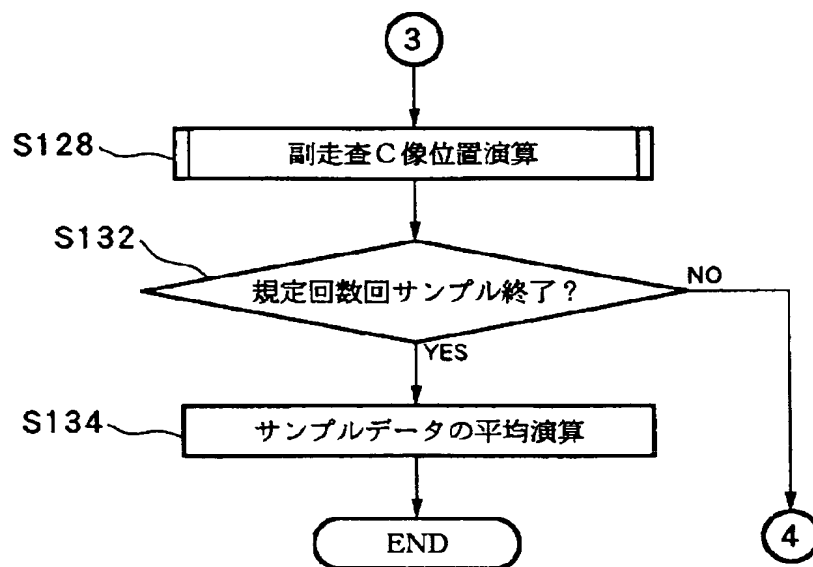 3
S128
副走査C像位置演算
S132
規定回数回サンプル終了?
NO
YES
S134
サンプルデータの平均演算
END
4